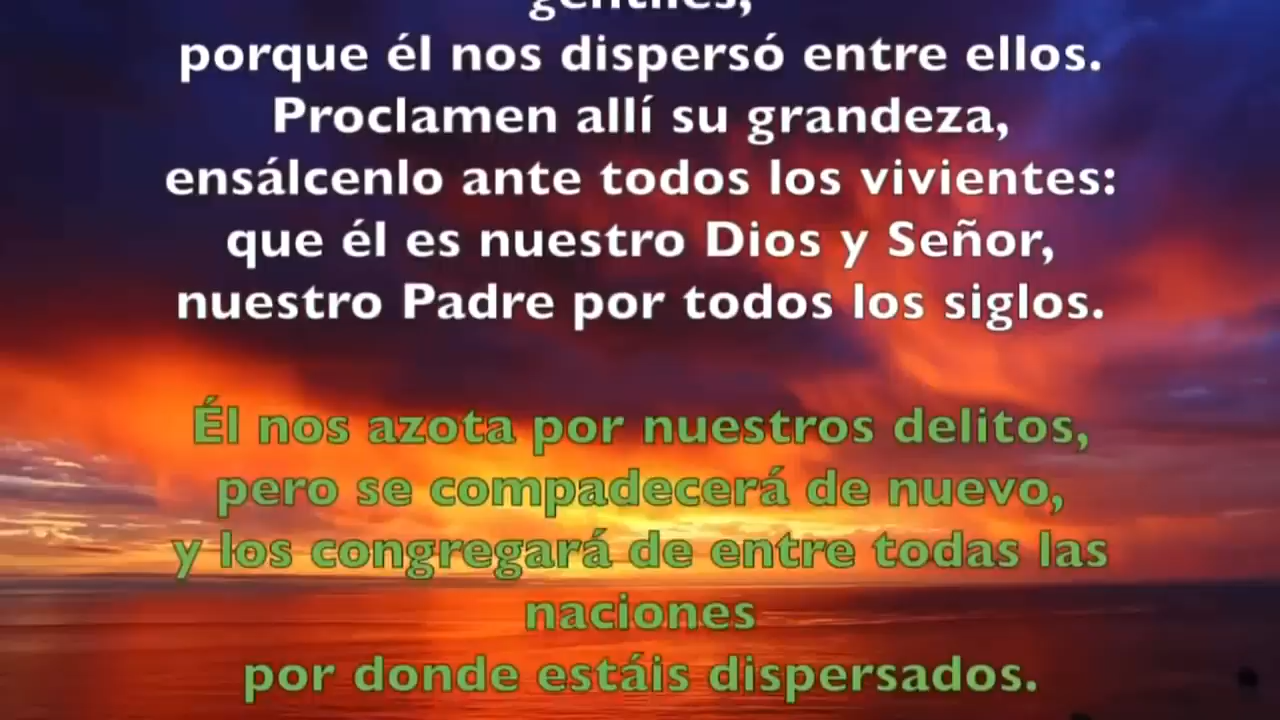 gentiles,
porque él nos dispersó entre ellos.
Proclamen allí su grandeza,
ensálcenlo ante todos los vivientes:
que él es nuestro Dios y Señor,
nuestro Padre por todos los siglos.
Él nos azota por nuestros delitos,
pero se compadecerá de nuevo,
y los congregará de entre todas las
naciones
por donde estáis dispersados.